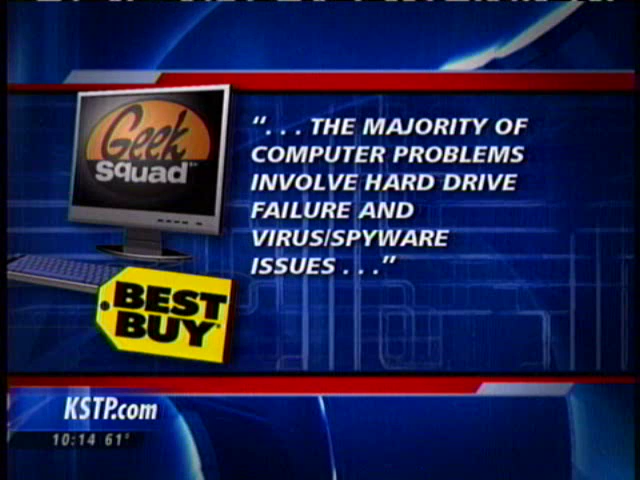 Geek
Squad
BEST
BUY
". . . THE MAJORITY OF
COMPUTER PROBLEMS
INVOLVE HARD DRIVE
FAILURE AND
VIRUS/SPYWARE
ISSUES . . ."
KSTP.com
10:14 61°